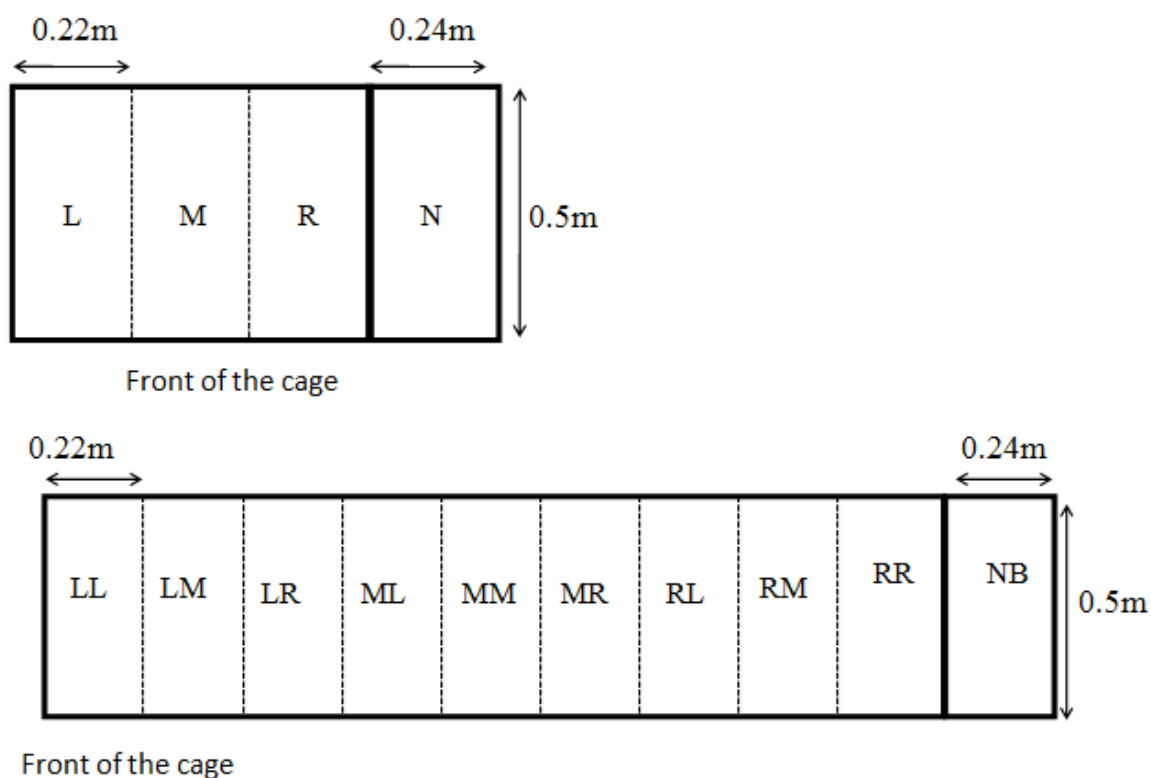 0.22m 0.24m
L M R N 0.5m
Front of the cage
0.22m 0.24m
LL LM LR ML MM MR RL RM RR NB 0.5m
Front of the cage